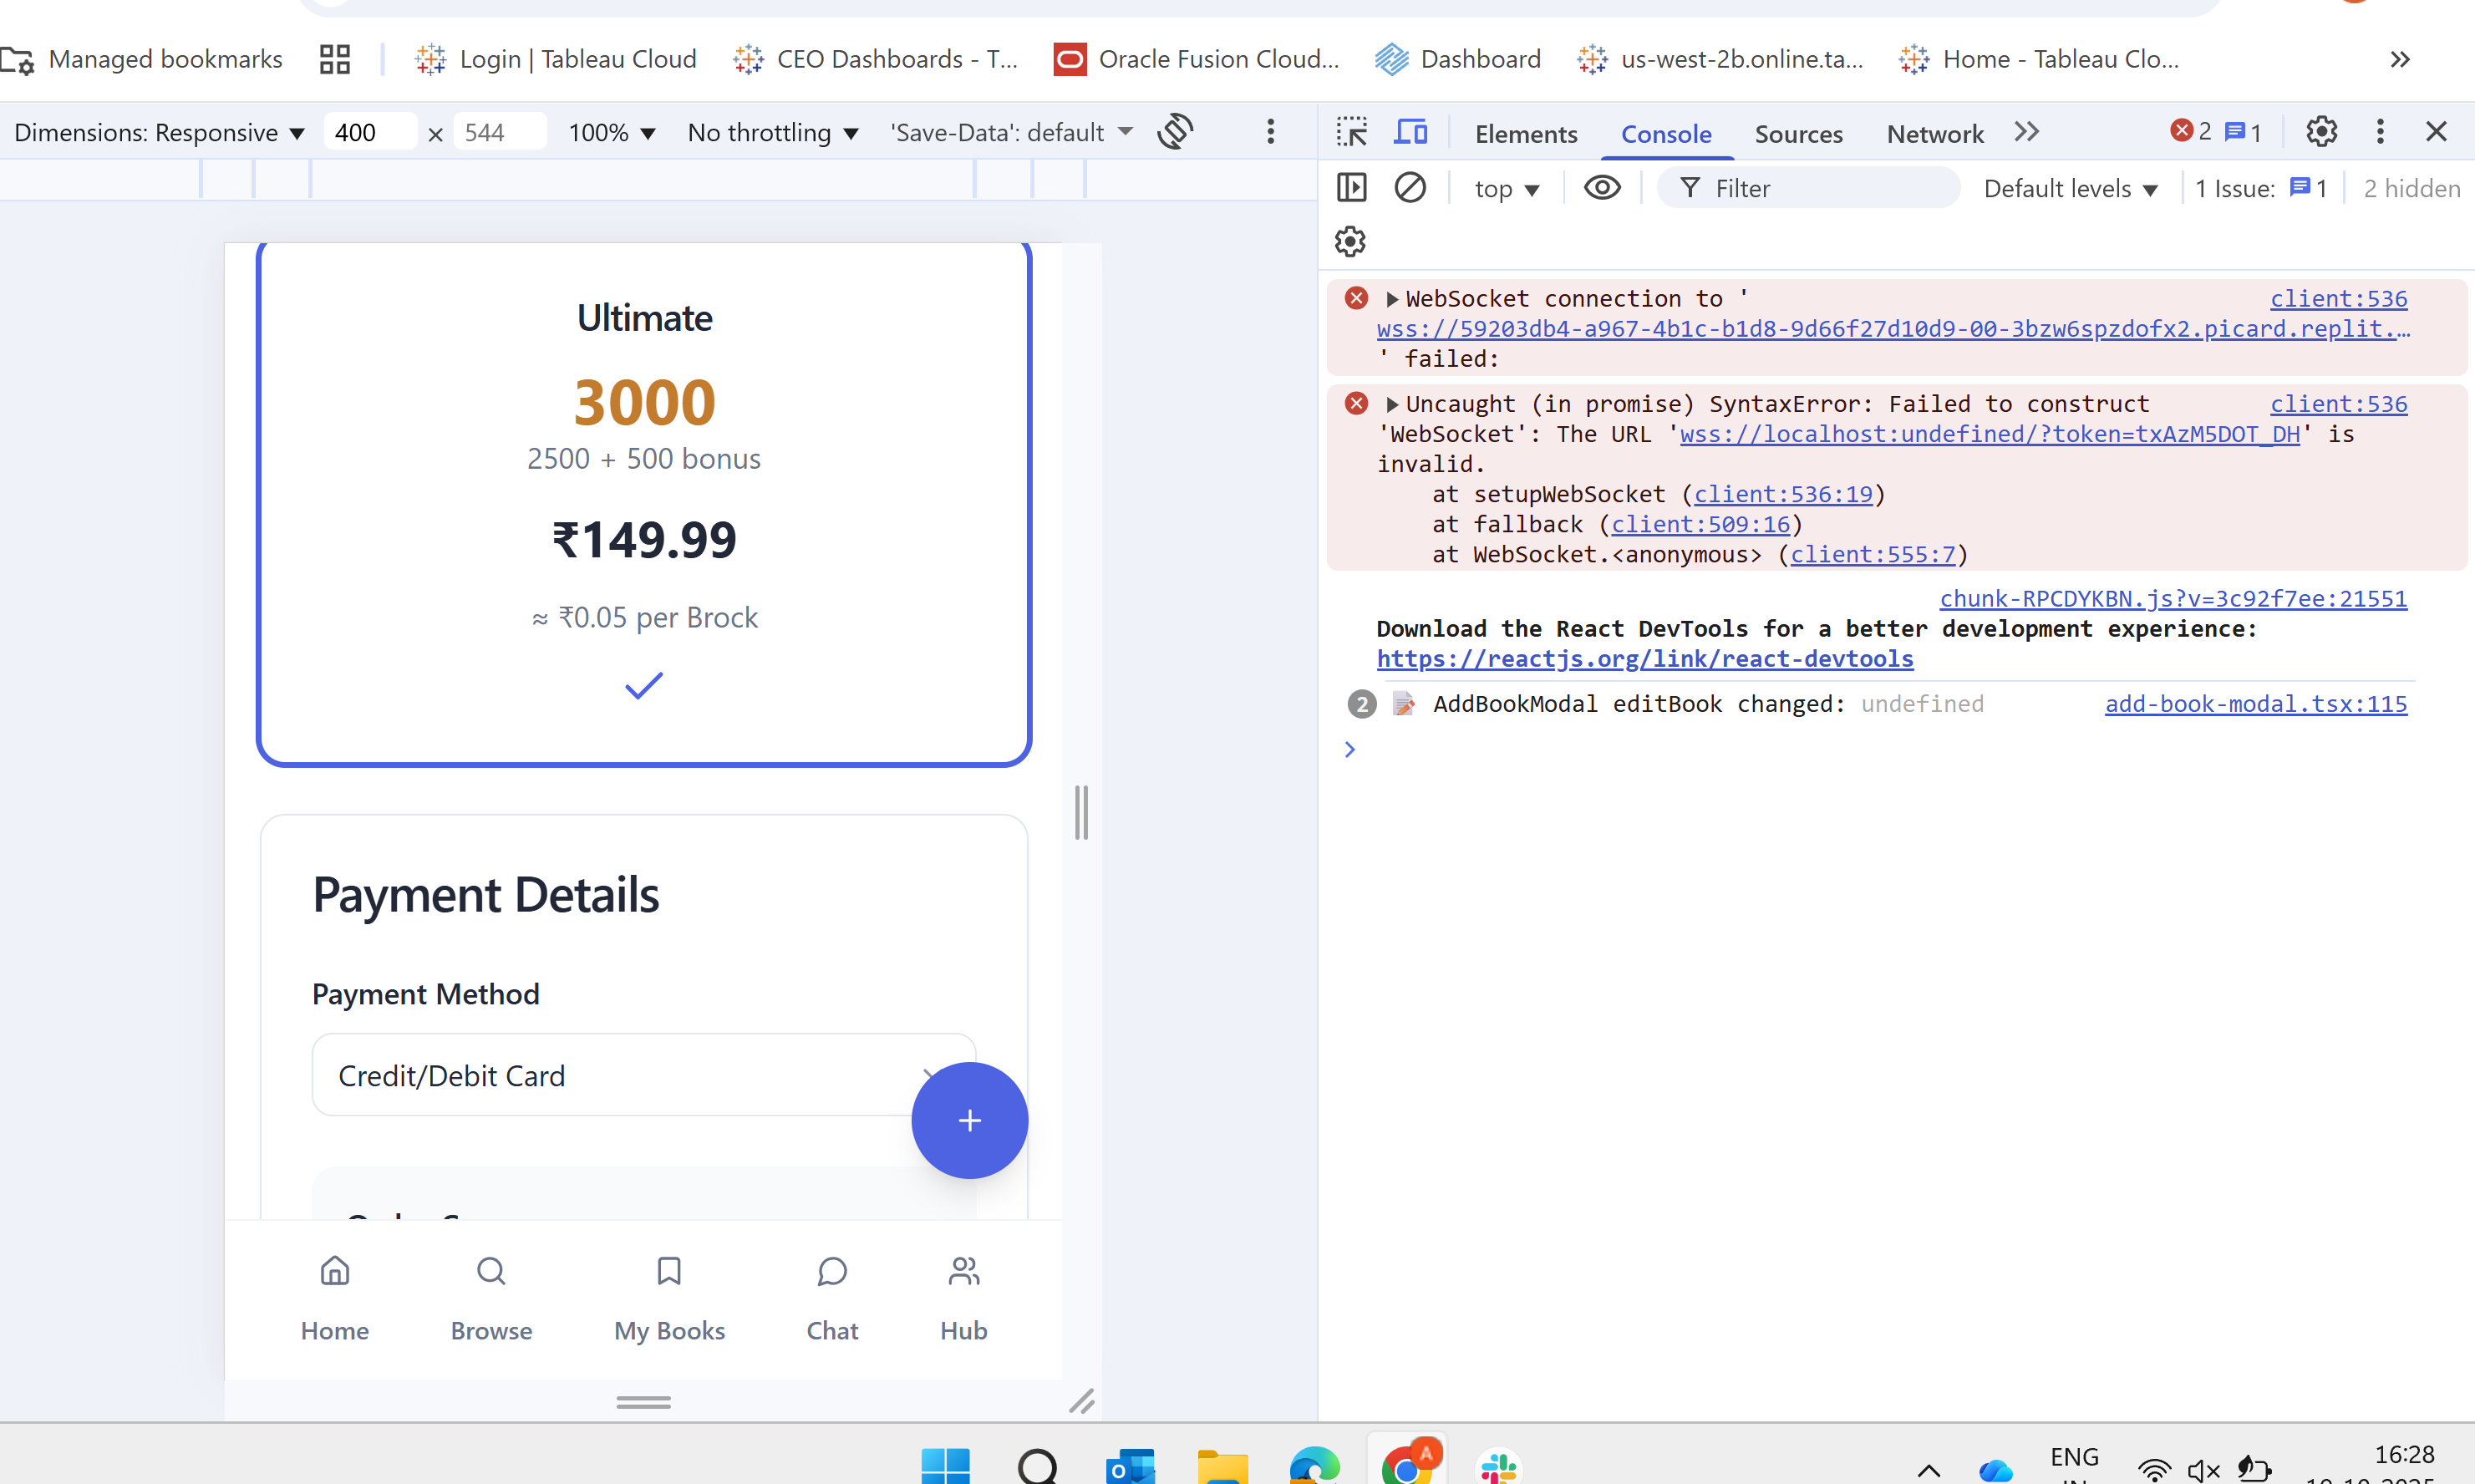 Managed bookmarks
Login | Tableau Cloud
CEO Dashboards - T...
Oracle Fusion Cloud...
Dashboard
us-west-2b.online.ta...
Home - Tableau Clo...
Dimensions: Responsive
400 × 544
100%
No throttling
'Save-Data': default
Ultimate
3000
2500 + 500 bonus
₹149.99
≈ ₹0.05 per Brock
Payment Details
Payment Method
Credit/Debit Card
+
Home
Browse
My Books
Chat
Hub
Elements
Console
Sources
Network
2
1
top
Filter
Default levels
1 Issue: 1
2 hidden
WebSocket connection to ' client:536
wss://59203db4-a967-4b1c-b1d8-9d66f27d10d9-00-3bzw6spzdofx2.picard.replit.…
' failed:
Uncaught (in promise) SyntaxError: Failed to construct client:536
'WebSocket': The URL 'wss://localhost:undefined/?token=txAzM5DOT_DH' is
invalid.
at setupWebSocket (client:536:19)
at fallback (client:509:16)
at WebSocket.<anonymous> (client:555:7)
chunk-RPCDYKBN.js?v=3c92f7ee:21551
Download the React DevTools for a better development experience:
https://reactjs.org/link/react-devtools
2 AddBookModal editBook changed: undefined add-book-modal.tsx:115
A
ENG
16:28